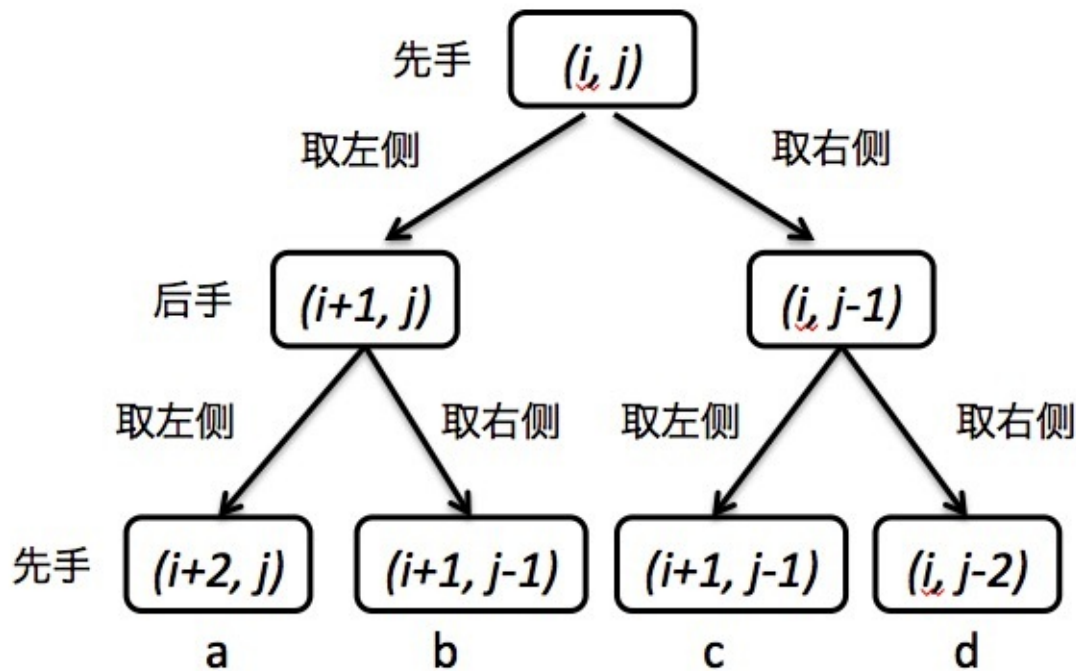 先手 (i, j)
取左侧 取右侧
后手 (i+1, j) (i, j-1)
取左侧 取右侧 取左侧 取右侧
先手 (i+2, j) (i+1, j-1) (i+1, j-1) (i, j-2)
a b c d